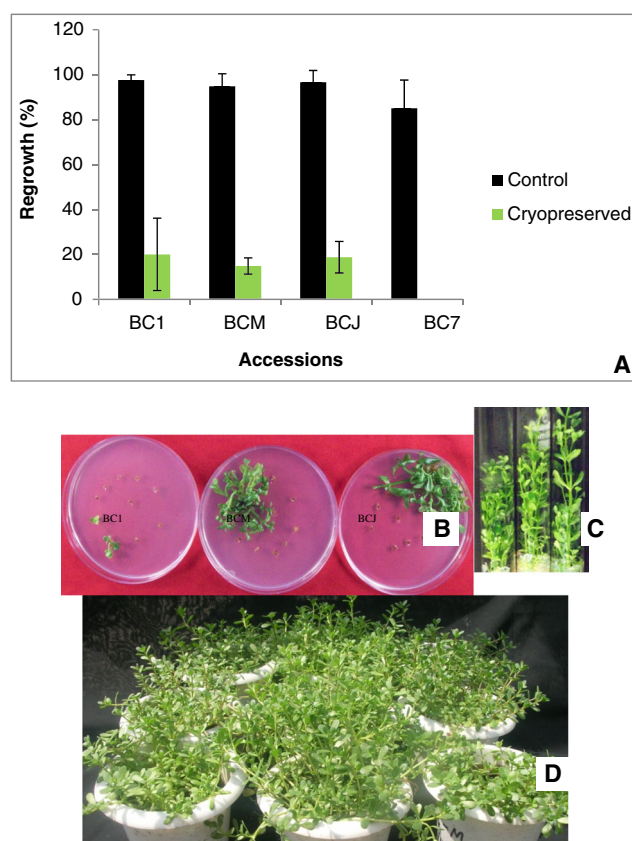 120
100
80
60
40
20
0
Regrowth (%)
BC1 BCM BCJ BC7
Accessions
Control
Cryopreserved
A
BC1 BCM BCJ B
C
D